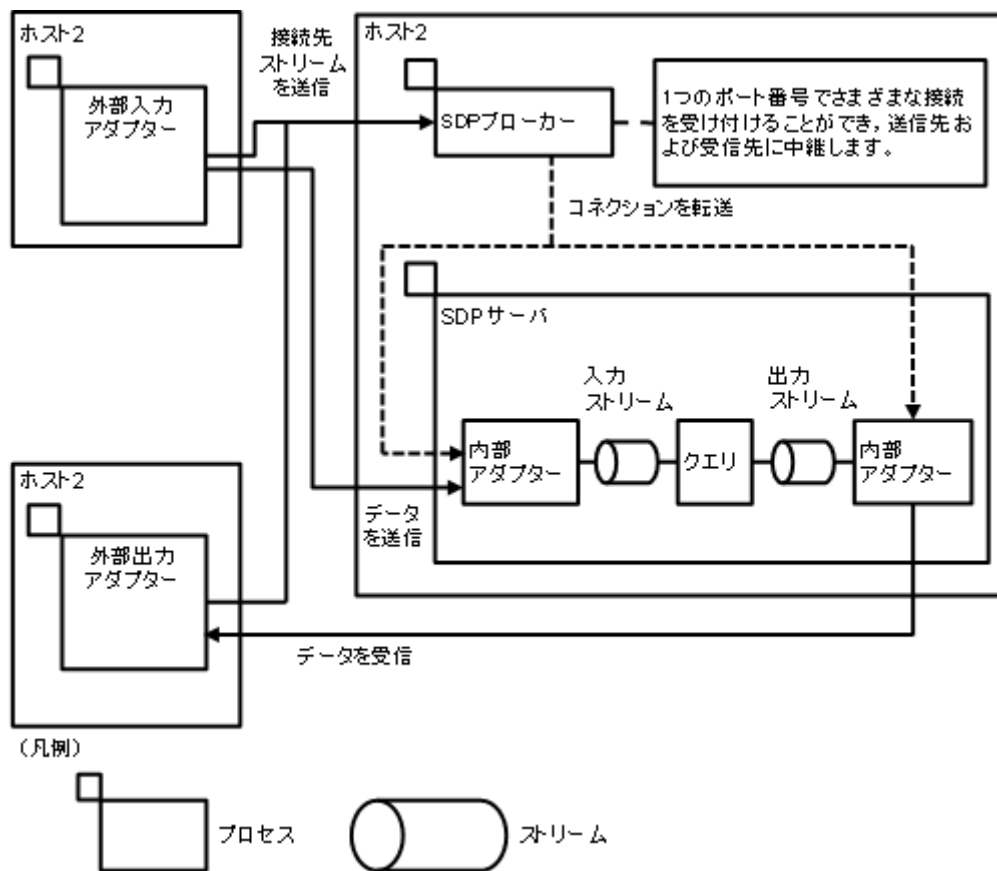 ホスト2
外部入力
アダプター
接続先
ストリーム
を送信
ホスト2
SDPブローカー
1つのポート番号でさまざまな接続
を受け付けることができ，送信先お
よび受信先に中継します。
コネクションを転送
SDPサーバ
内部
アダプター
入力
ストリーム
クエリ
出力
ストリーム
内部
アダプター
データ
を送信
ホスト2
外部出力
アダプター
データを受信
（凡例）
プロセス
ストリーム